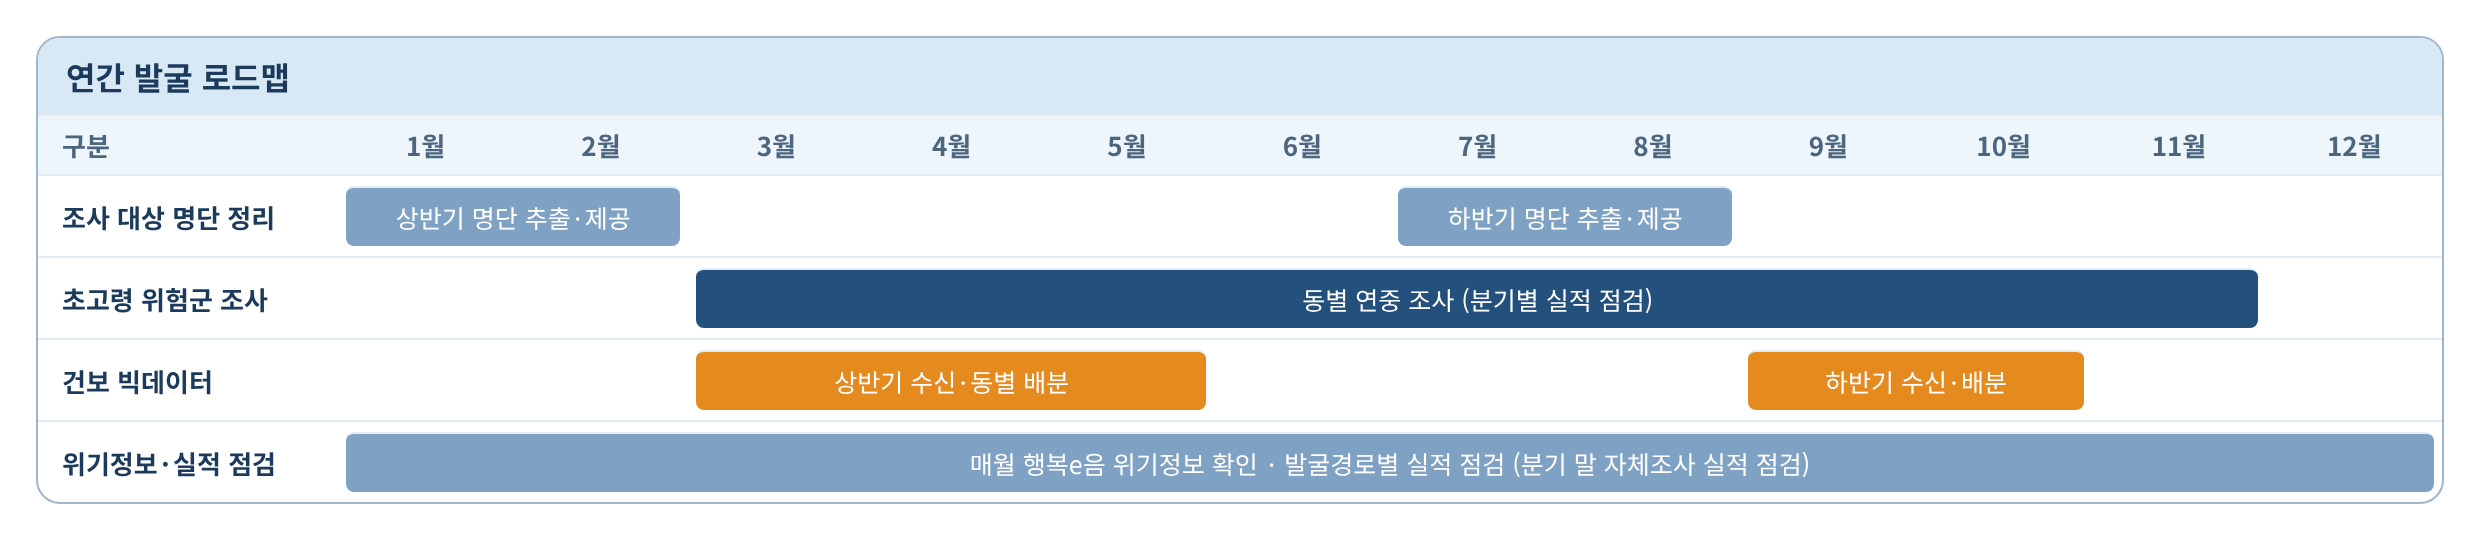 연간 발굴 로드맵
구분 1월 2월 3월 4월 5월 6월 7월 8월 9월 10월 11월 12월
조사 대상 명단 정리 상반기 명단 추출·제공 하반기 명단 추출·제공
초고령 위험군 조사 동별 연중 조사 (분기별 실적 점검)
건보 빅데이터 상반기 수신·동별 배분 하반기 수신·배분
위기정보·실적 점검 매월 행복e음 위기정보 확인 · 발굴경로별 실적 점검 (분기 말 자체조사 실적 점검)